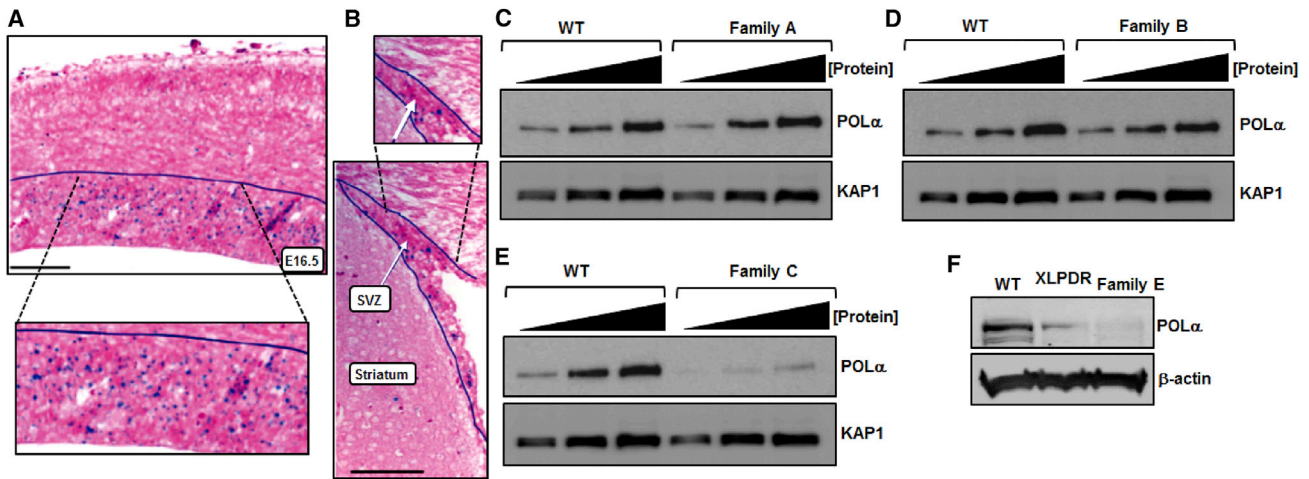 A
E16.5
B
SVZ
Striatum
C
WT Family A
[Protein]
POLα
KAP1
D
WT Family B
[Protein]
POLα
KAP1
E
WT Family C
[Protein]
POLα
KAP1
F
WT XLPDR Family E
POLα
β-actin